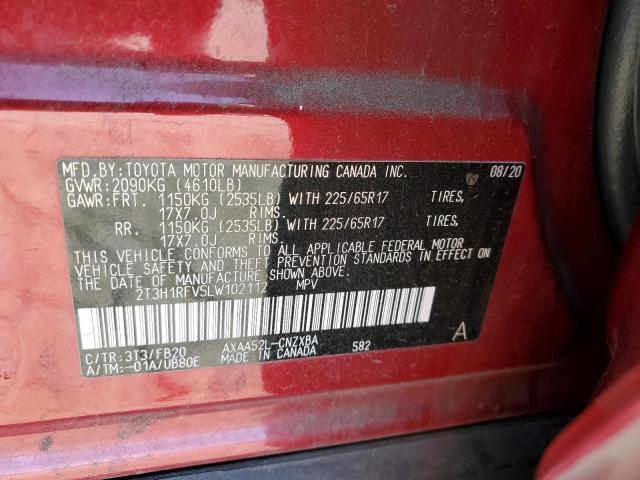 MFD.BY:TOYOTA MOTOR MANUFACTURING CANADA INC. 08/20
GVWR:2090KG (4610LB)
GAWR:FRT. 1150KG (2535LB) WITH 225/65R17 TIRES,
17X7.0J RIMS.
RR. 1150KG (2535LB) WITH 225/65R17 TIRES,
17X7.0J RIMS.
THIS VEHICLE CONFORMS TO ALL APPLICABLE FEDERAL MOTOR
VEHICLE SAFETY AND THEFT PREVENTION STANDARDS IN EFFECT ON
THE DATE OF MANUFACTURE SHOWN ABOVE.
2T3H1RFV5LW102112 MPV
C/TR:3T3/FB20 AXAA52L-CNZXBA 582 A
A/TM:-01A/UB80E MADE IN CANADA